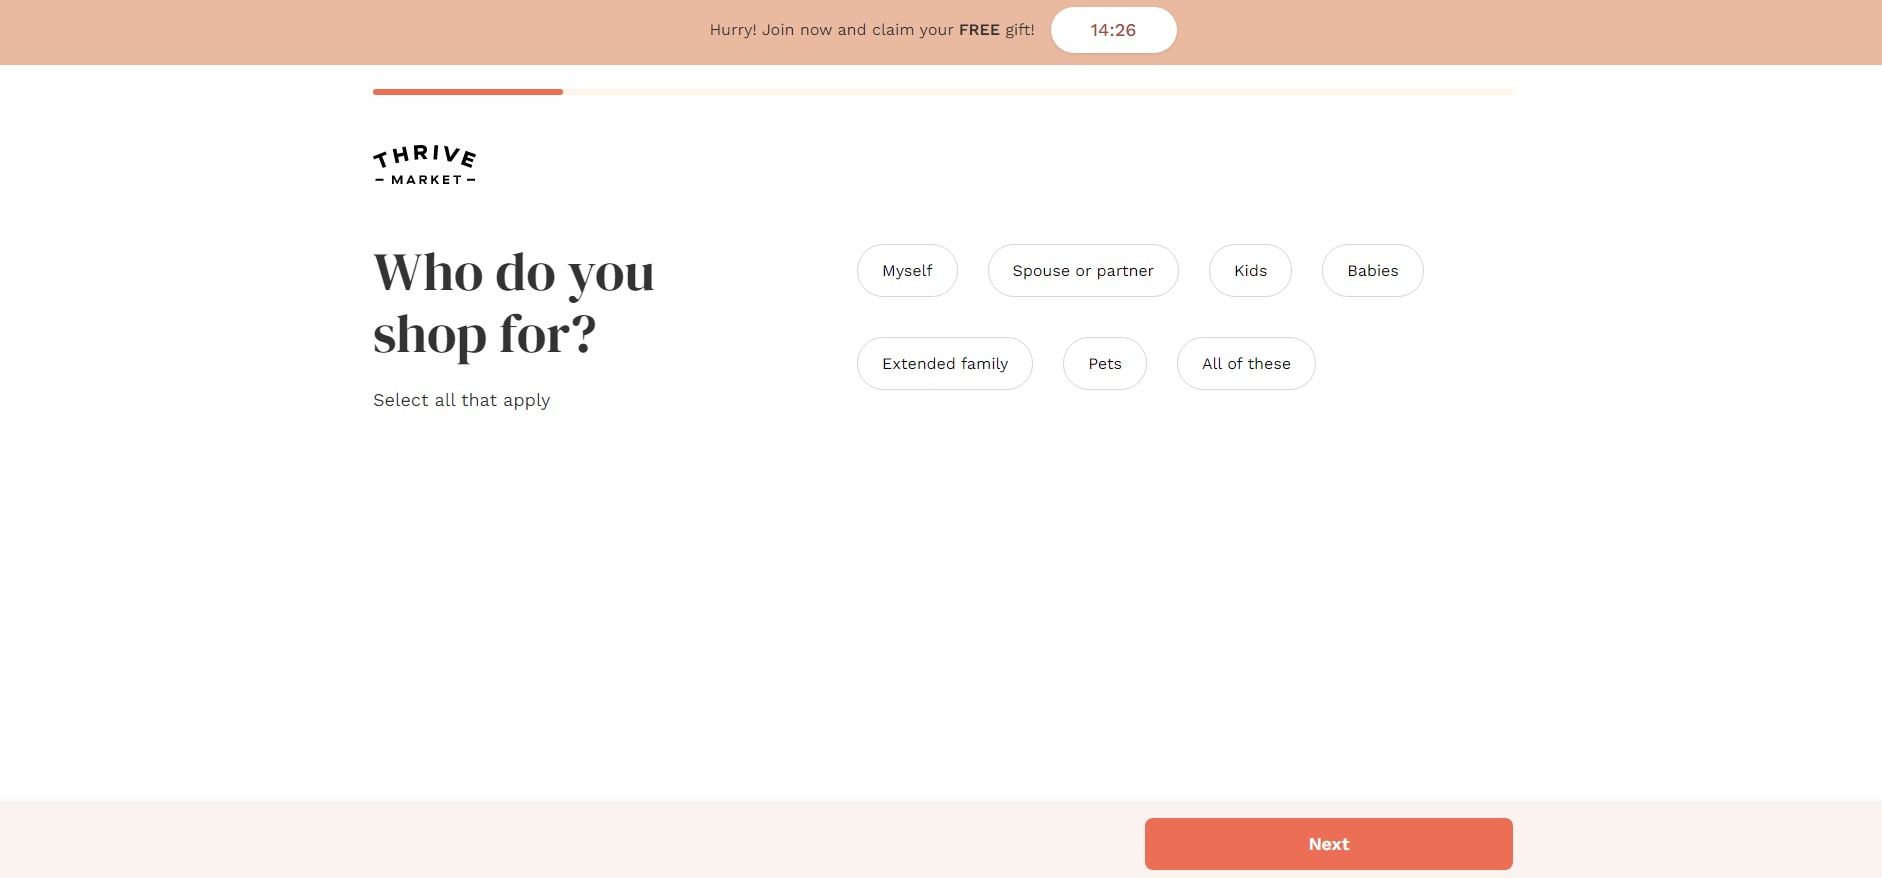 Hurry! Join now and claim your FREE gift!
14:26
THRIVE
MARKET
Who do you
shop for?
Select all that apply
Myself
Spouse or partner
Kids
Babies
Extended family
Pets
All of these
Next